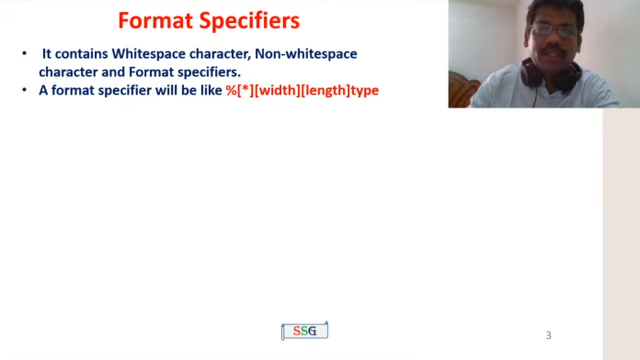 Format Specifiers
• It contains Whitespace character, Non-whitespace
character and Format specifiers.
• A format specifier will be like %[*][width][length]type
SSG
3